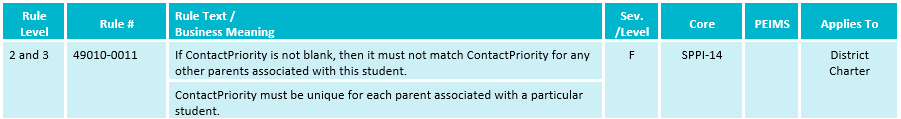 Rule Level
Rule #
Rule Text / Business Meaning
Sev. /Level
Core
PEIMS
Applies To
2 and 3
49010-0011
If ContactPriority is not blank, then it must not match ContactPriority for any
other parents associated with this student.
F
SPPI-14
District
Charter
ContactPriority must be unique for each parent associated with a particular
student.